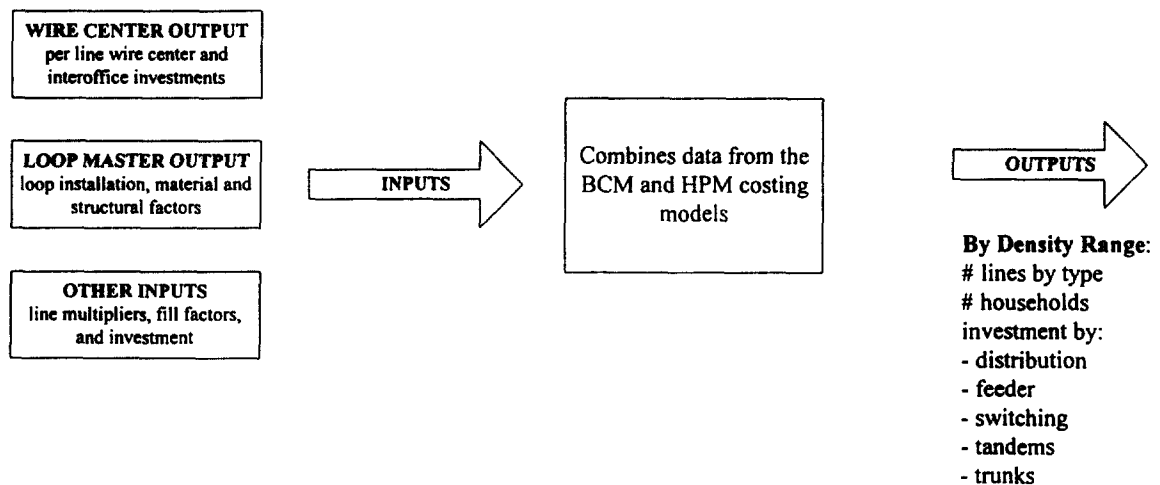 WIRE CENTER OUTPUT
per line wire center and
interoffice investments
LOOP MASTER OUTPUT
loop installation, material and
structural factors
OTHER INPUTS
line multipliers, fill factors,
and investment
INPUTS
Combines data from the
BCM and HPM costing
models
OUTPUTS
By Density Range:
# lines by type
# households
investment by:
- distribution
- feeder
- switching
- tandems
- trunks